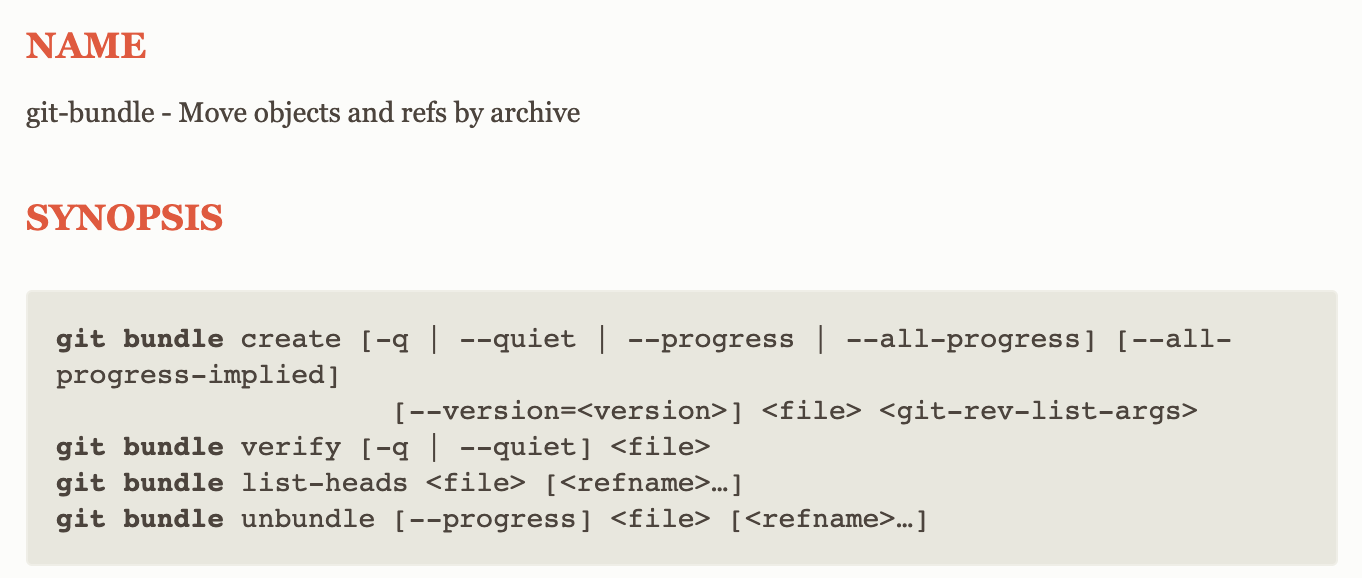 NAME
git-bundle - Move objects and refs by archive
SYNOPSIS
git bundle create [-q | --quiet | --progress | --all-progress] [--all-
progress-implied]
[--version=<version>] <file> <git-rev-list-args>
git bundle verify [-q | --quiet] <file>
git bundle list-heads <file> [<refname>…]
git bundle unbundle [--progress] <file> [<refname>…]